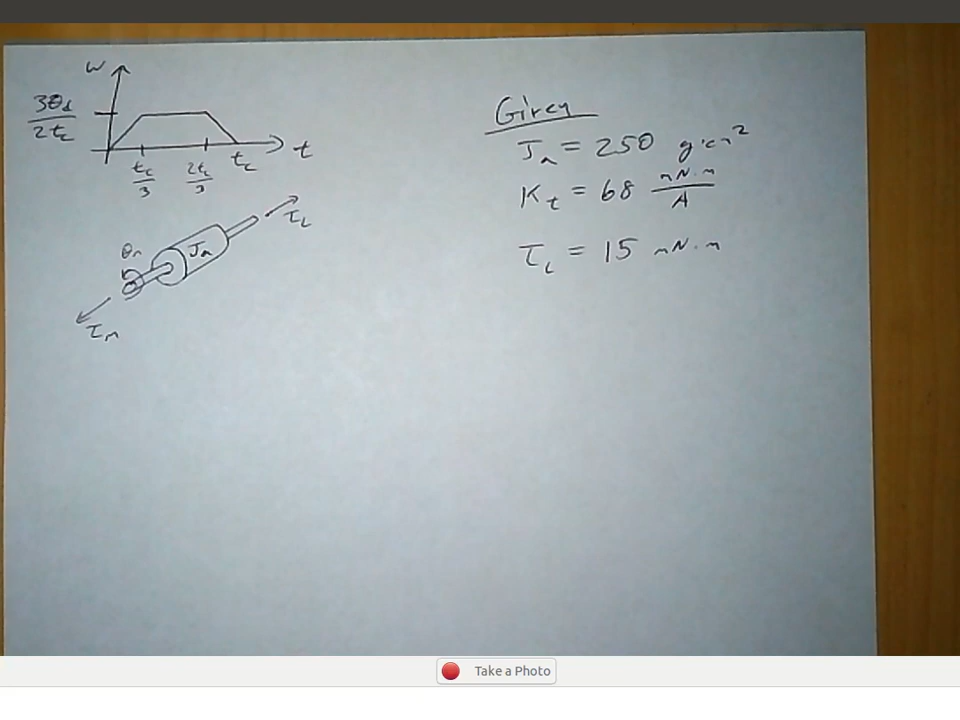 ω
3θd
2tc
t
tc
3
2tc
3
tc
τL
θm
Jm
τm
Given
Jm = 250 g·cm²
Kt = 68 mN·m
A
τL = 15 mN·m
Take a Photo